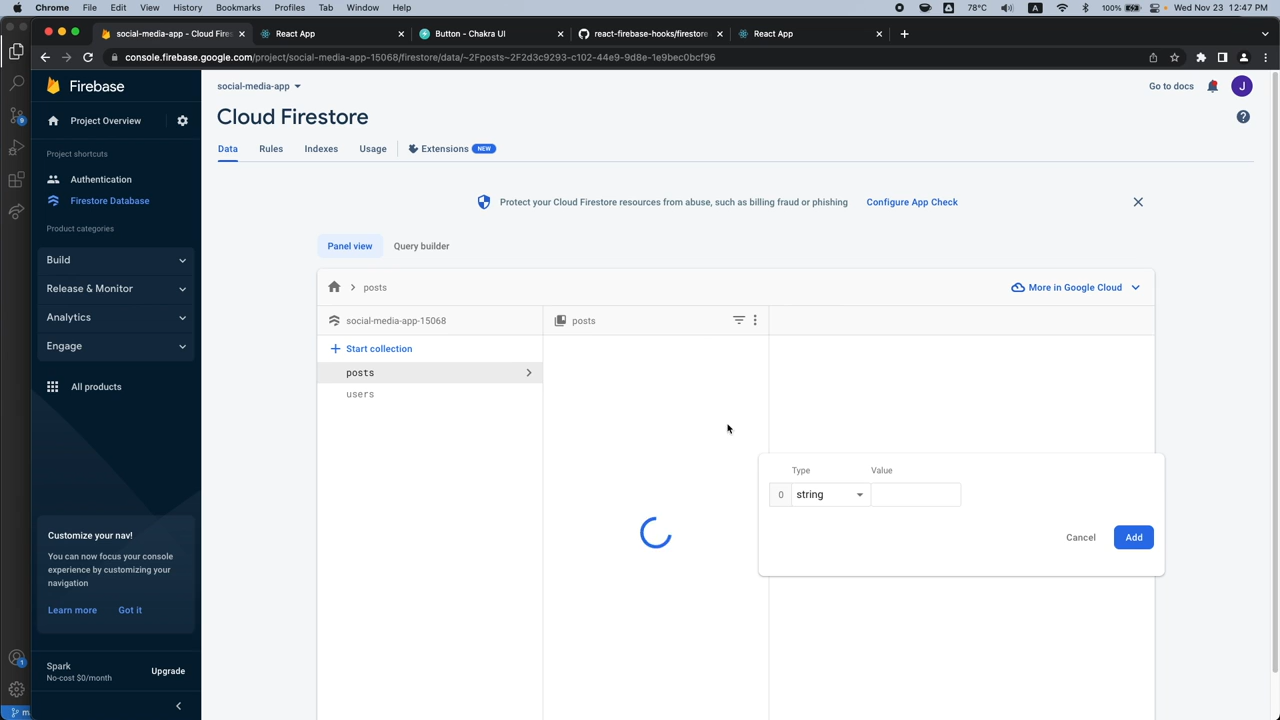 Chrome File Edit View History Bookmarks Profiles Tab Window Help
A 78°C A 100% Wed Nov 23 12:47 PM
social-media-app - Cloud Fires
React App
Button - Chakra UI
react-firebase-hooks/firestore
React App
console.firebase.google.com/project/social-media-app-15068/firestore/data/~2Fposts~2F2d3c9293-c102-44e9-9d8e-1e9bec0bcf96
Firebase
Project Overview
Project shortcuts
Authentication
Firestore Database
Product categories
Build
Release & Monitor
Analytics
Engage
All products
Customize your nav!
You can now focus your console
experience by customizing your
navigation
Learn more Got it
Spark
No-cost $0/month
Upgrade
social-media-app
Go to docs
J
Cloud Firestore
Data Rules Indexes Usage Extensions NEW
Protect your Cloud Firestore resources from abuse, such as billing fraud or phishing Configure App Check
Panel view Query builder
posts
More in Google Cloud
social-media-app-15068
posts
Start collection
posts
users
Type Value
0 string
Cancel Add